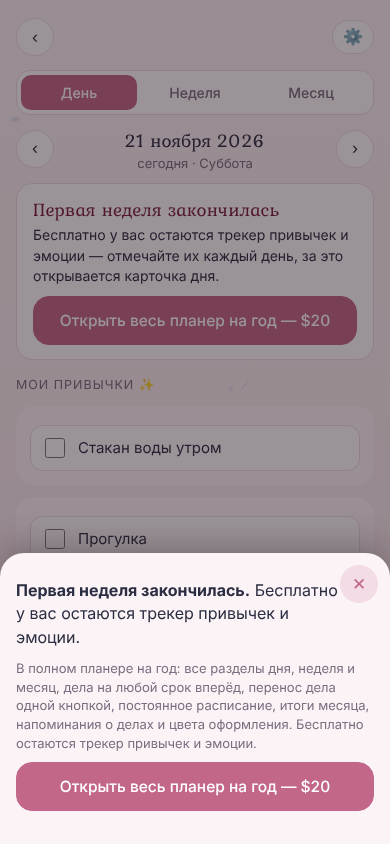 День Неделя Месяц
21 ноября 2026
сегодня · Суббота
Первая неделя закончилась
Бесплатно у вас остаются трекер привычек и
эмоции — отмечайте их каждый день, за это
открывается карточка дня.
Открыть весь планер на год — $20
МОИ ПРИВЫЧКИ ✨
Стакан воды утром
Прогулка
Первая неделя закончилась. Бесплатно
у вас остаются трекер привычек и
эмоции.
В полном планере на год: все разделы дня, неделя и
месяц, дела на любой срок вперёд, перенос дела
одной кнопкой, постоянное расписание, итоги месяца,
напоминания о делах и цвета оформления. Бесплатно
остаются трекер привычек и эмоции.
Открыть весь планер на год — $20